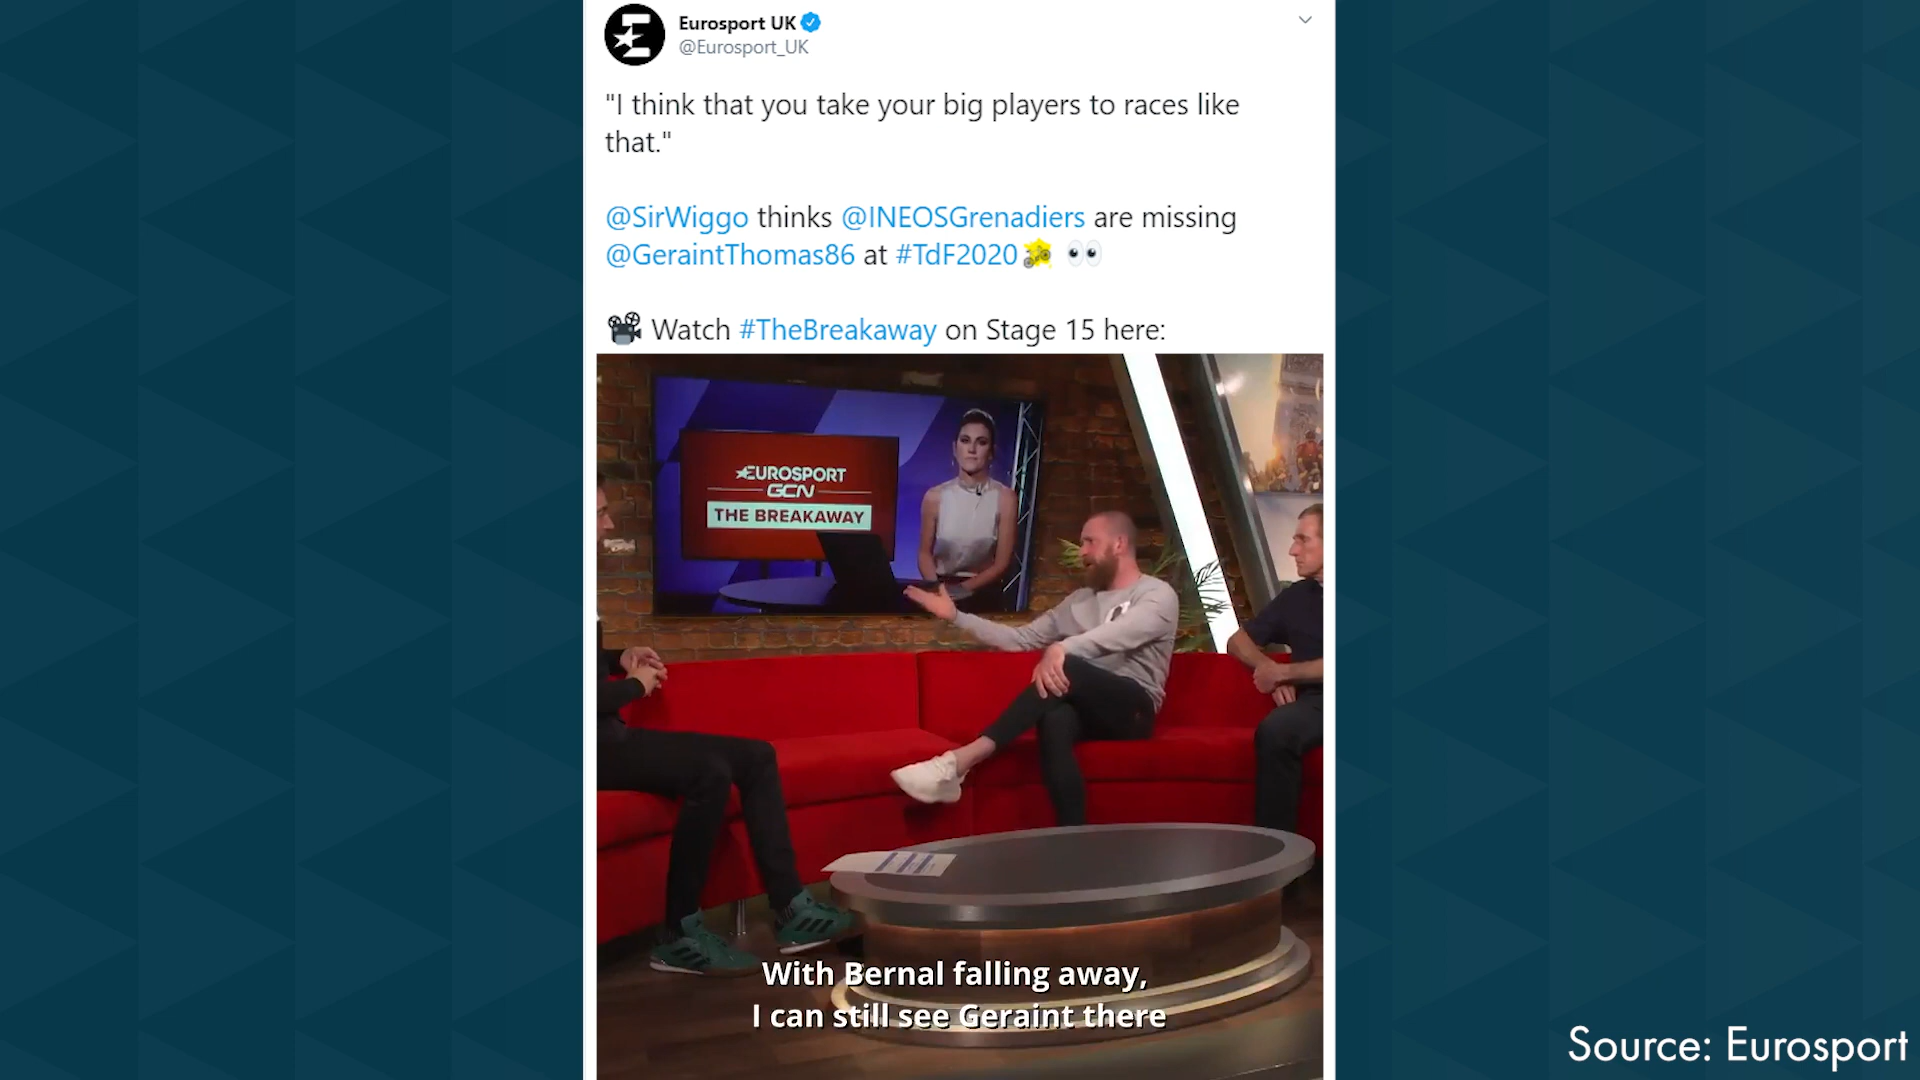 Eurosport UK
@Eurosport_UK
"I think that you take your big players to races like
that."
@SirWiggo thinks @INEOSGrenadiers are missing
@GeraintThomas86 at #TdF2020
Watch #TheBreakaway on Stage 15 here:
EUROSPORT
GCN
THE BREAKAWAY
With Bernal falling away,
I can still see Geraint there
Source: Eurosport